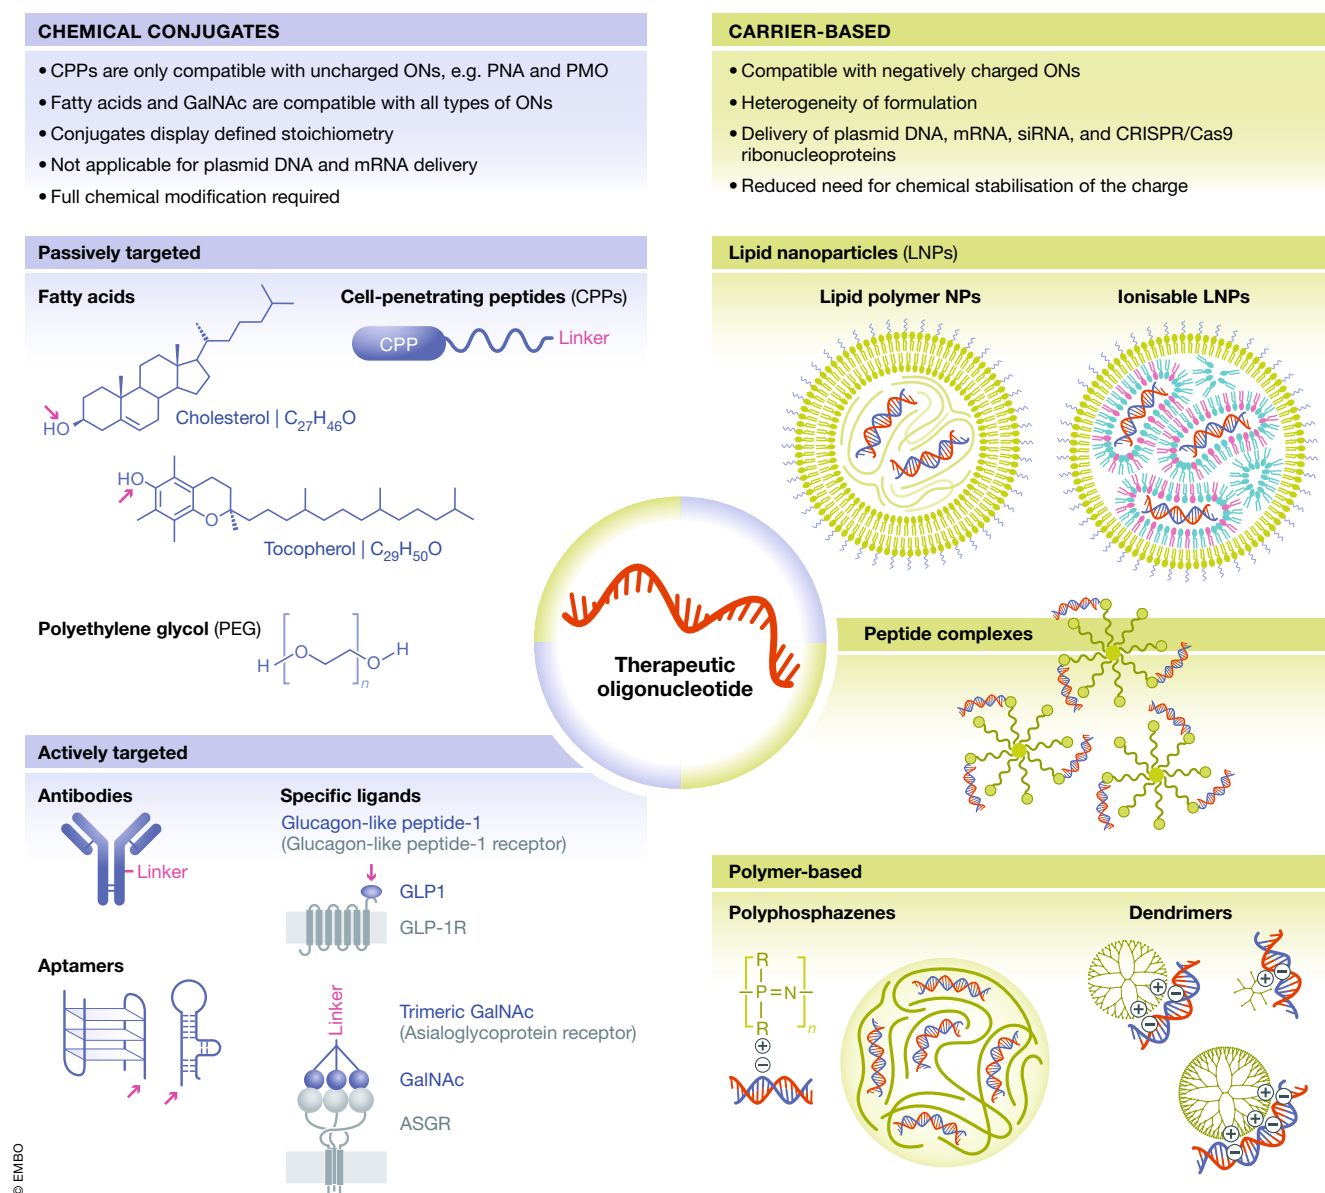 CHEMICAL CONJUGATES
• CPPs are only compatible with uncharged ONs, e.g. PNA and PMO
• Fatty acids and GalNAc are compatible with all types of ONs
• Conjugates display defined stoichiometry
• Not applicable for plasmid DNA and mRNA delivery
• Full chemical modification required
CARRIER-BASED
• Compatible with negatively charged ONs
• Heterogeneity of formulation
• Delivery of plasmid DNA, mRNA, siRNA, and CRISPR/Cas9
ribonucleoproteins
• Reduced need for chemical stabilisation of the charge
Passively targeted
Fatty acids
Cell-penetrating peptides (CPPs)
CPP
Linker
HO
Cholesterol | C27H46O
HO
O
Tocopherol | C29H50O
Polyethylene glycol (PEG)
H
O
O
H
n
Therapeutic
oligonucleotide
Lipid nanoparticles (LNPs)
Lipid polymer NPs
Ionisable LNPs
Peptide complexes
Actively targeted
Antibodies
Linker
Specific ligands
Glucagon-like peptide-1
(Glucagon-like peptide-1 receptor)
GLP1
GLP-1R
Aptamers
Linker
Trimeric GalNAc
(Asialoglycoprotein receptor)
GalNAc
ASGR
Polymer-based
Polyphosphazenes
R
P=N
R
n
+
−
Dendrimers
+
−
+
−
+
−
+
−
+
−
+
−
© EMBO